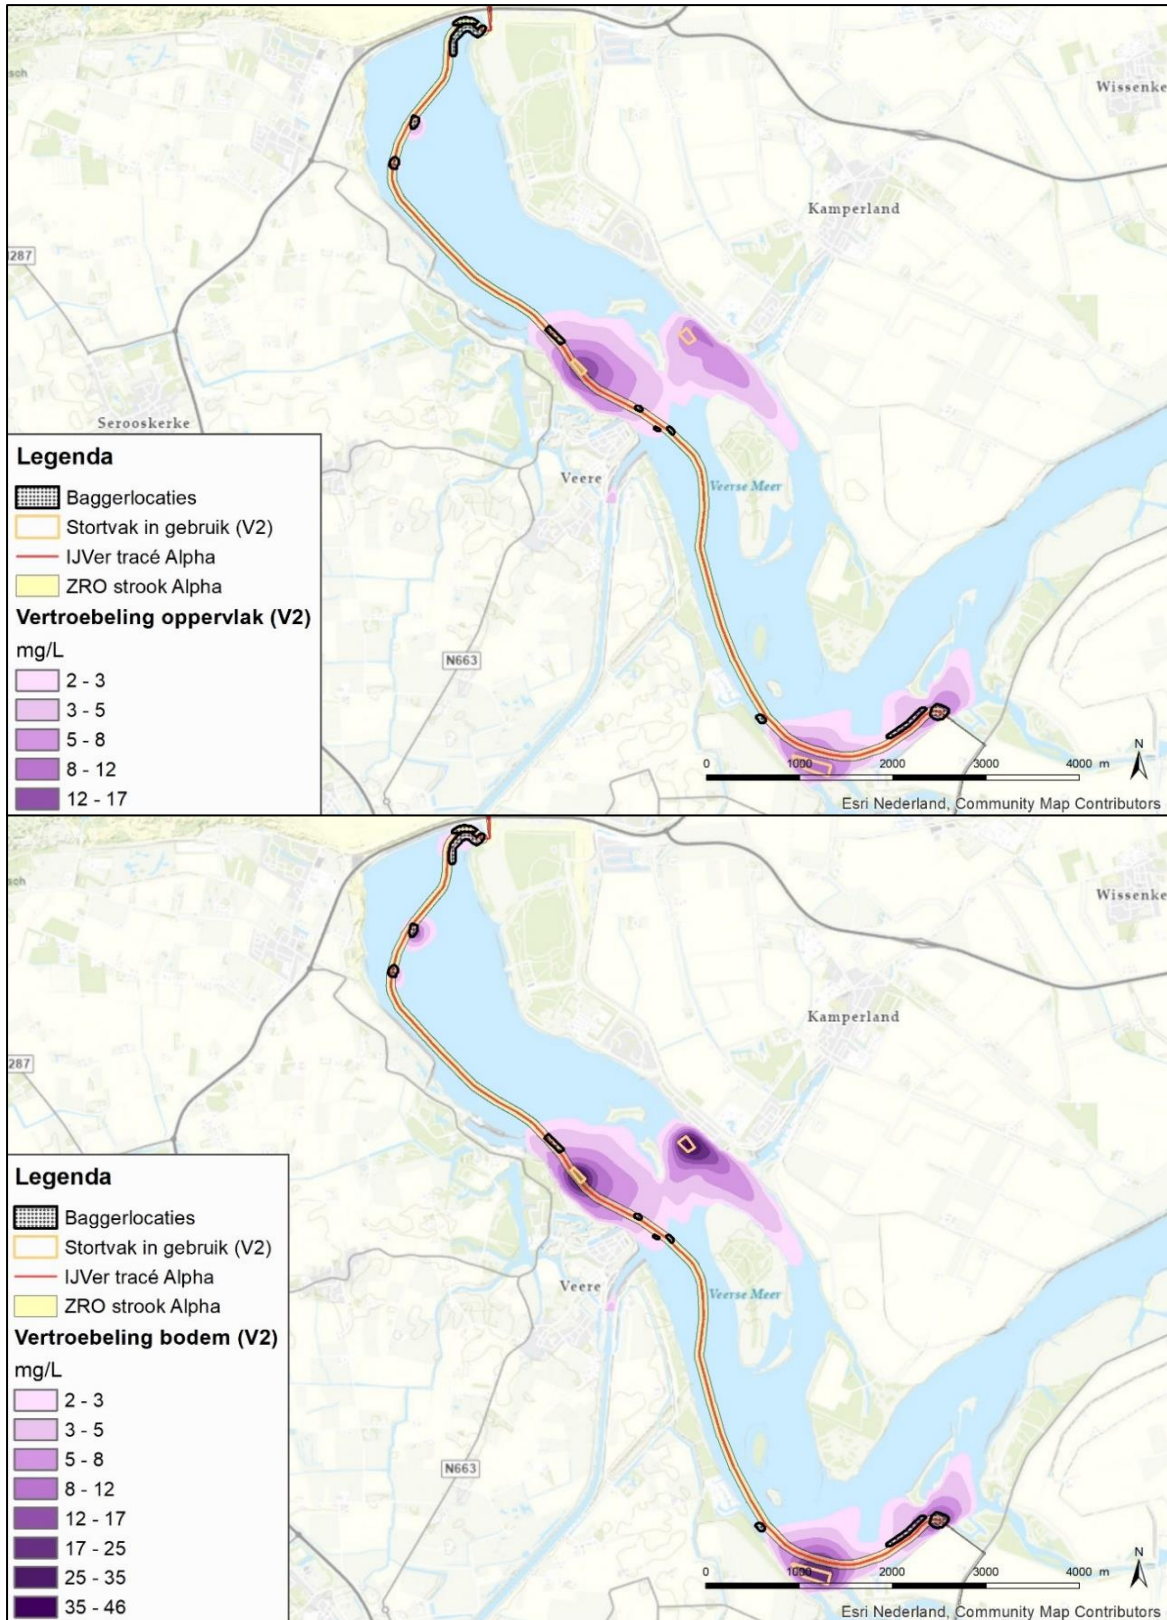 sch
Wissenke
Kamperland
287
Serooskerke
Veere
Veerse Meer
N663
Legenda
Baggerlocaties
Stortvak in gebruik (V2)
IJVer tracé Alpha
ZRO strook Alpha
Vertroebeling oppervlak (V2)
mg/L
2 - 3
3 - 5
5 - 8
8 - 12
12 - 17
0 1000 2000 3000 4000 m
N
Esri Nederland, Community Map Contributors
sch
Wissenke
Kamperland
287
Veere
Veerse Meer
N663
Legenda
Baggerlocaties
Stortvak in gebruik (V2)
IJVer tracé Alpha
ZRO strook Alpha
Vertroebeling bodem (V2)
mg/L
2 - 3
3 - 5
5 - 8
8 - 12
12 - 17
17 - 25
25 - 35
35 - 46
0 1000 2000 3000 4000 m
N
Esri Nederland, Community Map Contributors